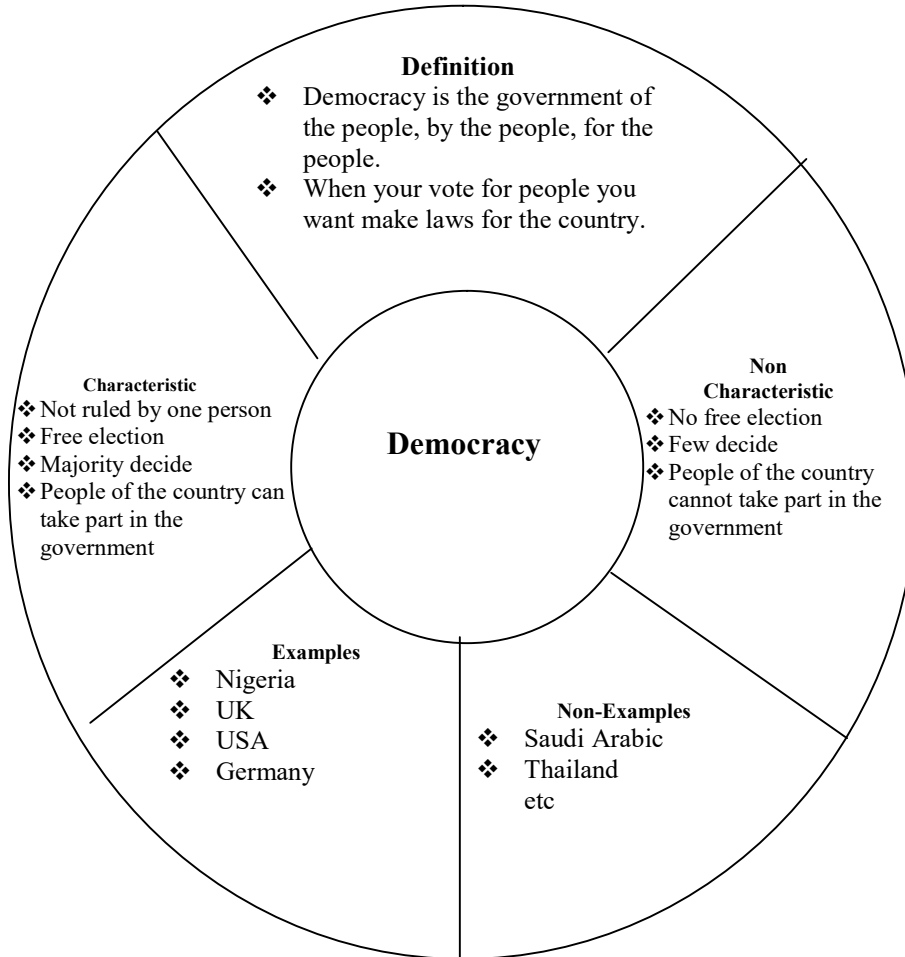 Definition
❖ Democracy is the government of
the people, by the people, for the
people.
❖ When your vote for people you
want make laws for the country.
Characteristic
❖ Not ruled by one person
❖ Free election
❖ Majority decide
❖ People of the country can
take part in the
government
Democracy
Non
Characteristic
❖ No free election
❖ Few decide
❖ People of the country
cannot take part in the
government
Examples
❖ Nigeria
❖ UK
❖ USA
❖ Germany
Non-Examples
❖ Saudi Arabic
❖ Thailand
etc